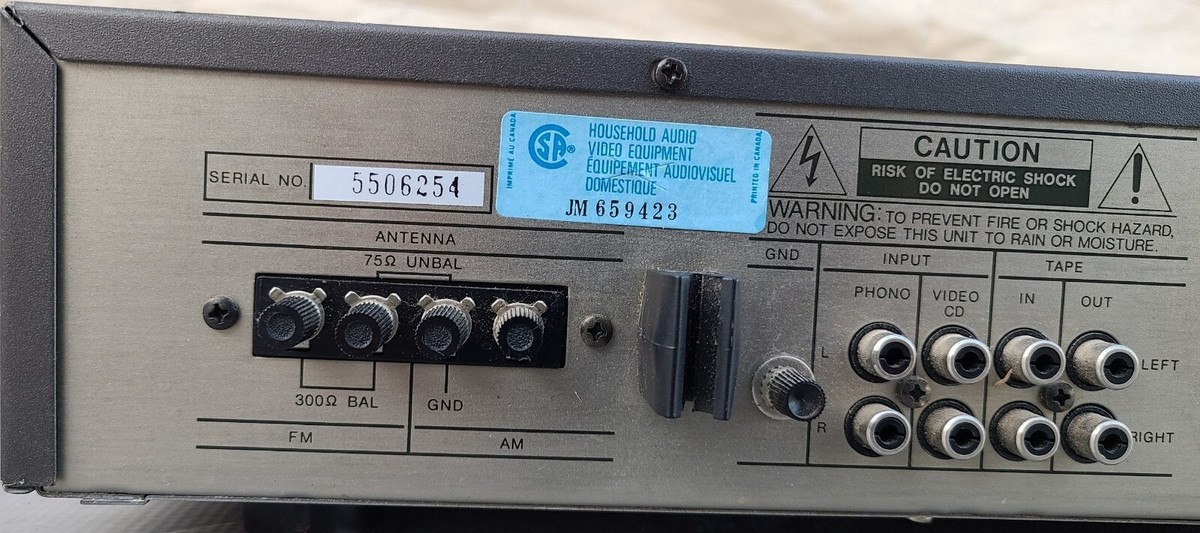 SERIAL NO. 5506254
IMPRIMÉ AU CANADA
SA®
HOUSEHOLD AUDIO
VIDEO EQUIPMENT
ÉQUIPEMENT AUDIOVISUEL
DOMESTIQUE
JM 659423
PRINTED IN CANADA
CAUTION
RISK OF ELECTRIC SHOCK
DO NOT OPEN
WARNING: TO PREVENT FIRE OR SHOCK HAZARD,
DO NOT EXPOSE THIS UNIT TO RAIN OR MOISTURE.
ANTENNA
75Ω UNBAL
300Ω BAL
GND
FM
AM
GND
INPUT
TAPE
PHONO
VIDEO
CD
IN
OUT
L
LEFT
R
RIGHT